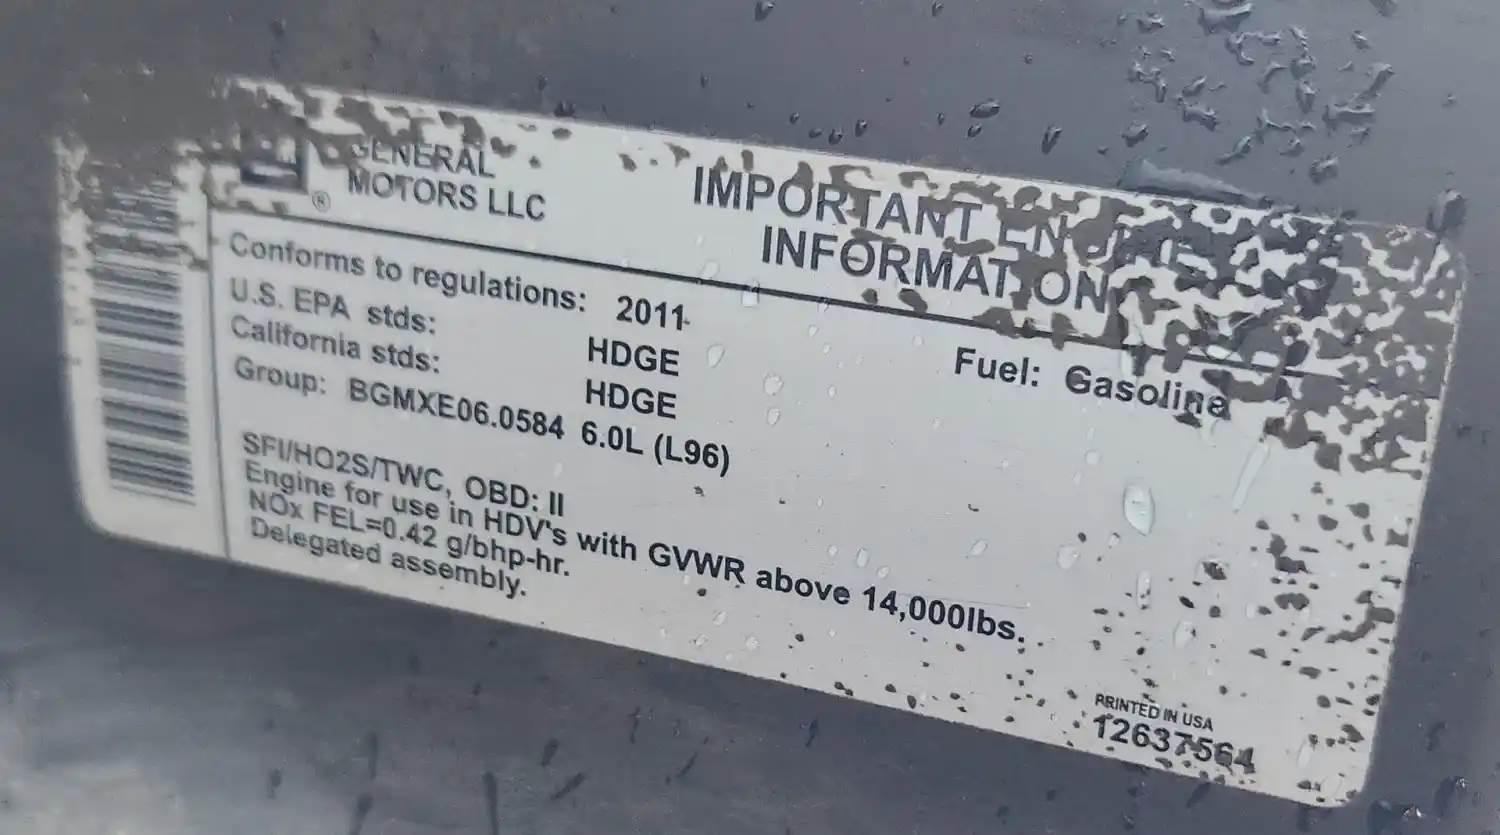 GENERAL
MOTORS LLC
®
IMPORTANT ENGINE
INFORMATION
Conforms to regulations: 2011
U.S. EPA stds: HDGE
California stds: HDGE
Group: BGMXE06.0584 6.0L (L96)
Fuel: Gasoline
SFI/HO2S/TWC, OBD: II
Engine for use in HDV's with GVWR above 14,000lbs.
NOx FEL=0.42 g/bhp-hr.
Delegated assembly.
PRINTED IN USA
12637564